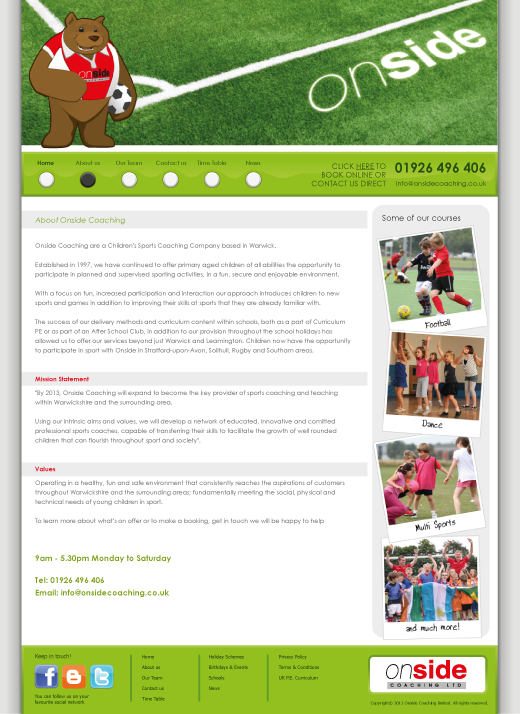 onside
onside
Home
About us
Our Team
Contact us
Time Table
News
CLICK HERE TO
BOOK ONLINE OR
CONTACT US DIRECT
01926 496 406
info@onsidecoaching.co.uk
About Onside Coaching
Onside Coaching are a Children's Sports Coaching Company based in Warwick.
Established in 1997, we have continued to offer primary aged children of all abilities the opportunity to
participate in planned and supervised sporting activities, in a fun, secure and enjoyable environment.
With a focus on fun, increased participation and interaction our approach introduces children to new
sports and games in addition to improving their skills at sports that they are already familiar with.
The success of our delivery methods and curriculum content within schools, both as a part of Curriculum
PE or as part of an After School Club, in addition to our provision throughout the school holidays has
allowed us to offer our services beyond just Warwick and Leamington. Children now have the opportunity
to participate in sport with Onside in Stratford-upon-Avon, Solihull, Rugby and Southam areas.
Mission Statement
"By 2013, Onside Coaching will expand to become the key provider of sports coaching and teaching
within Warwickshire and the surrounding area.
Using our intrinsic aims and values, we will develop a network of educated, innovative and comitted
professional sports coaches, capable of transferring their skills to facilitate the growth of well rounded
children that can flourish throughout sport and society".
Values
Operating in a healthy, fun and safe environment that consistently reaches the aspirations of customers
throughout Warwickshire and the surrounding areas; fundamentally meeting the social, physical and
technical needs of young children in sport.
To learn more about what's on offer or to make a booking, get in touch we will be happy to help
9am - 5.30pm Monday to Saturday
Tel: 01926 496 406
Email: info@onsidecoaching.co.uk
Some of our courses
Football
Dance
Multi Sports
and much more!
Keep in touch!
You can follow us on your
favourite social network
Home
About us
Our Team
Contact us
Time Table
Holiday Schemes
Birthdays & Events
Schools
News
Privacy Policy
Terms & Conditions
UK P.E. Curriculum
onside
COACHING LTD
Copyright© 2012 Onside Coaching limited. All rights reserved.